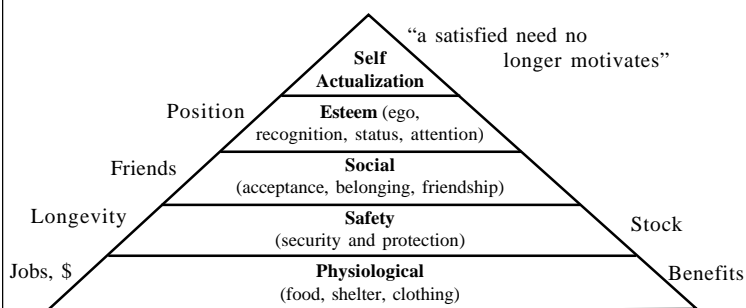 “a satisfied need no
longer motivates”
Self
Actualization
Position
Esteem (ego,
recognition, status, attention)
Friends
Social
(acceptance, belonging, friendship)
Longevity
Safety
(security and protection)
Stock
Jobs, $
Physiological
(food, shelter, clothing)
Benefits